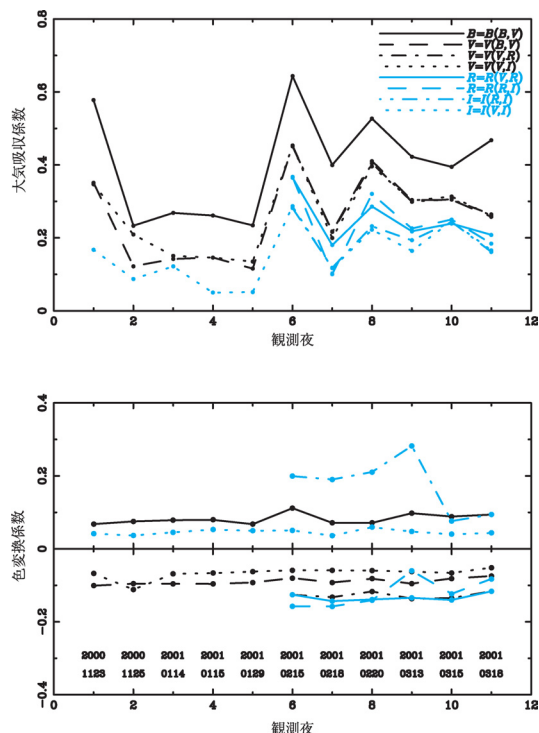 0.8
0.6
0.4
0.2
0
大気吸収係数
B=B(B,V)
V=V(B,V)
V=V(V,R)
V=V(V,I)
R=R(V,R)
R=R(R,I)
I=I(R,I)
I=I(V,I)
0 2 4 6 8 10 12
観測夜
0.4
0.2
0
−0.2
−0.4
色変換係数
2000 2000 2001 2001 2001 2001 2001 2001 2001 2001 2001
1123 1125 0114 0115 0129 0215 0218 0220 0313 0315 0318
0 2 4 6 8 10 12
観測夜